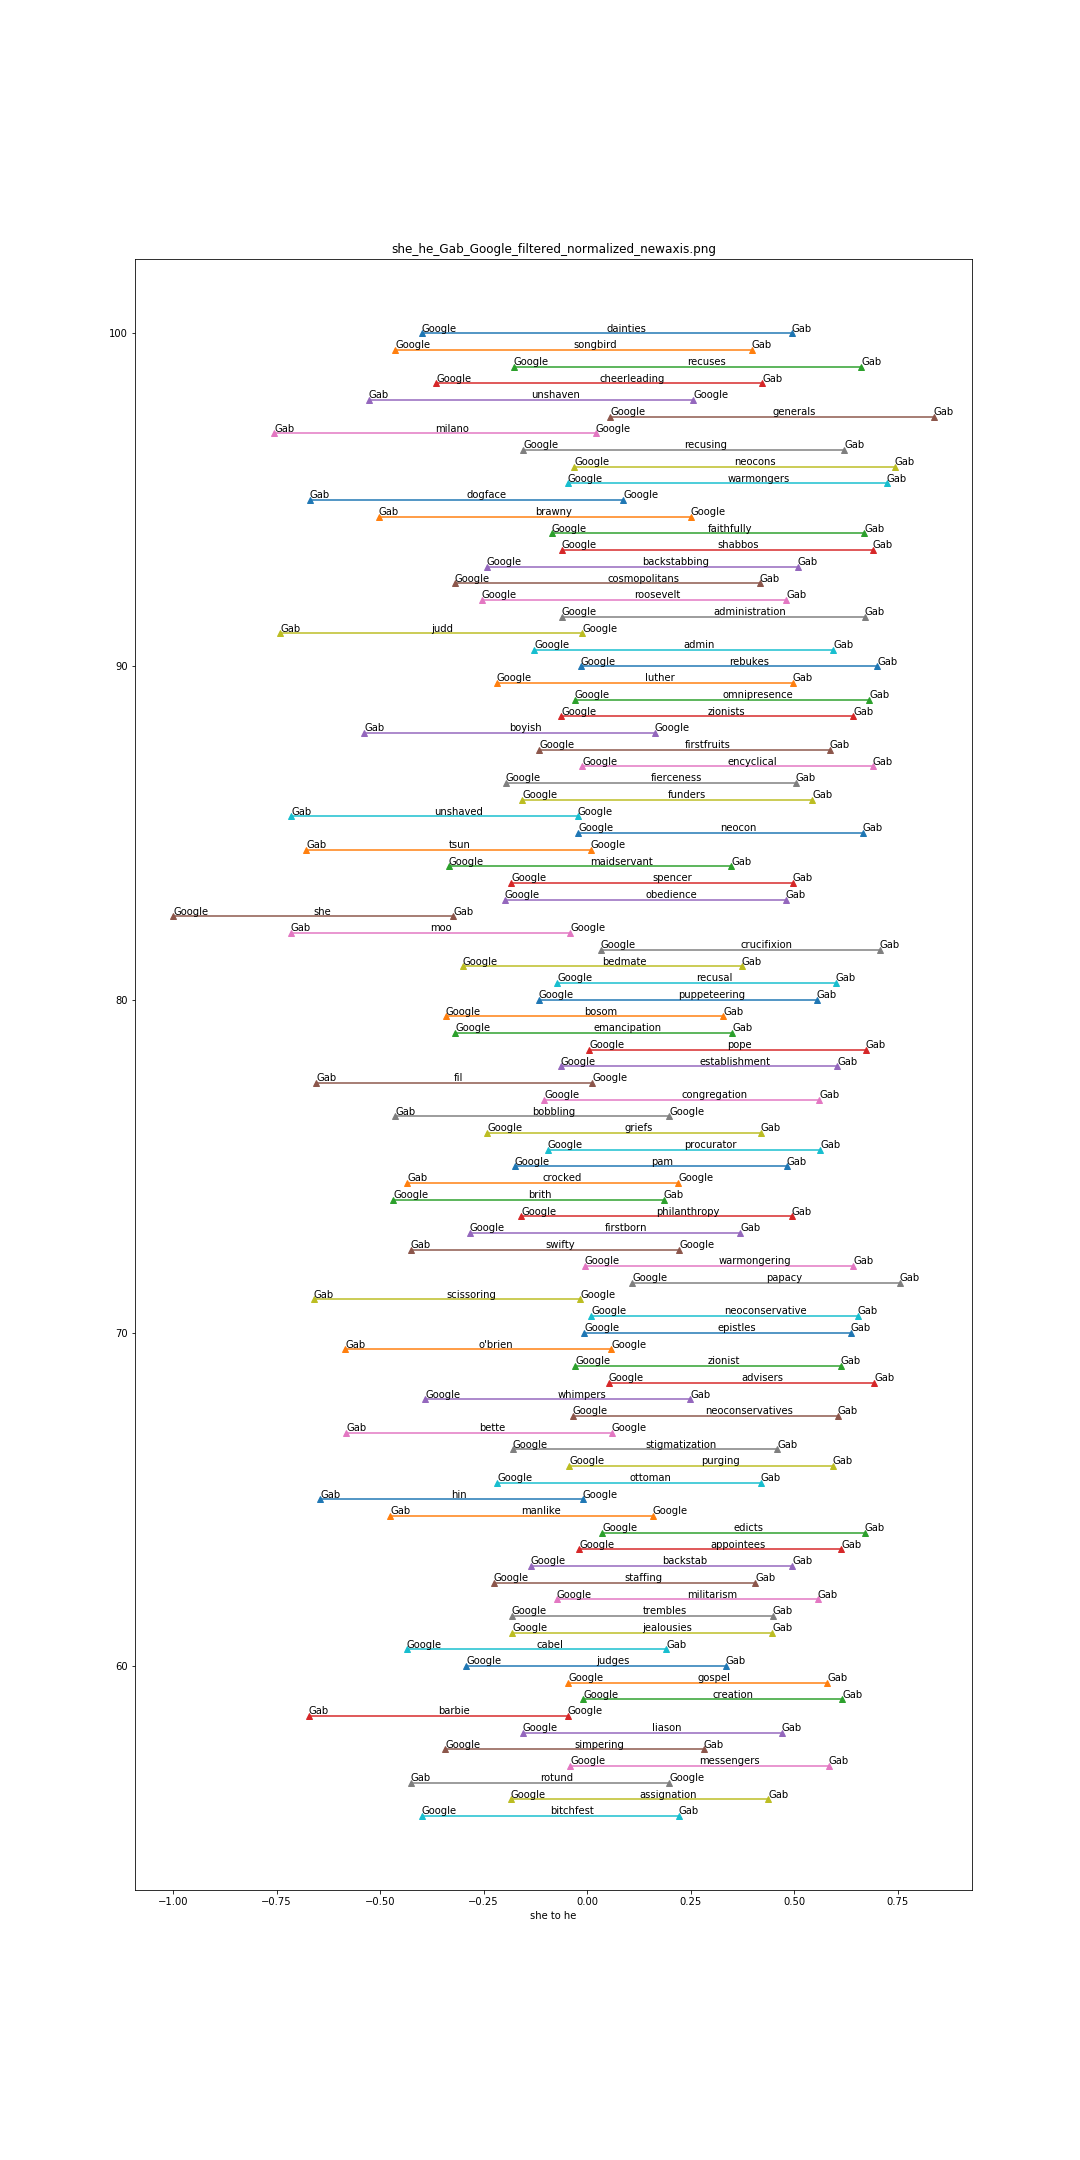 she_he_Gab_Google_filtered_normalized_newaxis.png
100
Google dainties Gab
Google songbird Gab
Google recuses Gab
Google cheerleading Gab
Gab unshaven Google
Google generals Gab
Gab milano Google
Google recusing Gab
Google neocons Gab
Google warmongers Gab
Gab dogface Google
Gab brawny Google
Google faithfully Gab
Google shabbos Gab
Google backstabbing Gab
Google cosmopolitans Gab
Google roosevelt Gab
Google administration Gab
Gab judd Google
Google admin Gab
90
Google rebukes Gab
Google luther Gab
Google omnipresence Gab
Google zionists Gab
Gab boyish Google
Google firstfruits Gab
Google encyclical Gab
Google fierceness Gab
Google funders Gab
Gab unshaved Google
Google neocon Gab
Gab tsun Google
Google maidservant Gab
Google spencer Gab
Google obedience Gab
Google she Gab
Gab moo Google
Google crucifixion Gab
Google bedmate Gab
Google recusal Gab
80
Google puppeteering Gab
Google bosom Gab
Google emancipation Gab
Google pope Gab
Google establishment Gab
Gab fil Google
Google congregation Gab
Gab bobbling Google
Google griefs Gab
Google procurator Gab
Google pam Gab
Gab crocked Google
Google brith Gab
Google philanthropy Gab
Google firstborn Gab
Gab swifty Google
Google warmongering Gab
Google papacy Gab
Gab scissoring Google
Google neoconservative Gab
70
Google epistles Gab
Gab o'brien Google
Google zionist Gab
Google advisers Gab
Google whimpers Gab
Google neoconservatives Gab
Gab bette Google
Google stigmatization Gab
Google purging Gab
Google ottoman Gab
Gab hin Google
Gab manlike Google
Google edicts Gab
Google appointees Gab
Google backstab Gab
Google staffing Gab
Google militarism Gab
Google trembles Gab
Google jealousies Gab
Google cabel Gab
60
Google judges Gab
Google gospel Gab
Google creation Gab
Gab barbie Google
Google liason Gab
Google simpering Gab
Google messengers Gab
Gab rotund Google
Google assignation Gab
Google bitchfest Gab
−1.00 −0.75 −0.50 −0.25 0.00 0.25 0.50 0.75
she to he